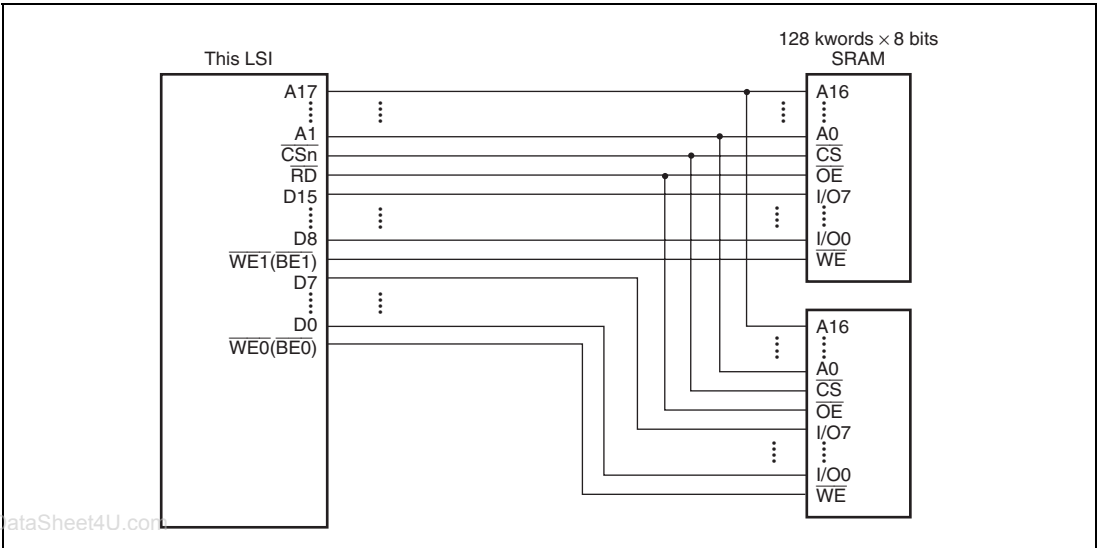 128 kwords × 8 bits
This LSI
SRAM
A17
A1
CSn
RD
D15
D8
WE1(BE1)
D7
D0
WE0(BE0)
A16
A0
CS
OE
I/O7
I/O0
WE
A16
A0
CS
OE
I/O7
I/O0
WE
DataSheet4U.com